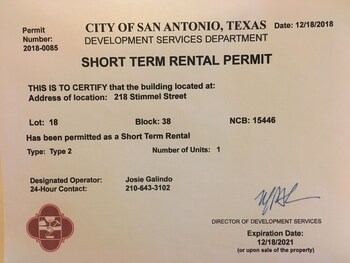 Permit Number: 2018-0085
CITY OF SAN ANTONIO, TEXAS
Date: 12/18/2018
DEVELOPMENT SERVICES DEPARTMENT
SHORT TERM RENTAL PERMIT
THIS IS TO CERTIFY that the building located at:
Address of location: 218 Stimmel Street
Lot: 18 Block: 38 NCB: 15446
Has been permitted as a Short Term Rental
Type: Type 2 Number of Units: 1
Designated Operator: Josie Galindo
24-Hour Contact: 210-643-3102
DIRECTOR OF DEVELOPMENT SERVICES
Expiration Date:
12/18/2021
(or upon sale of the property)